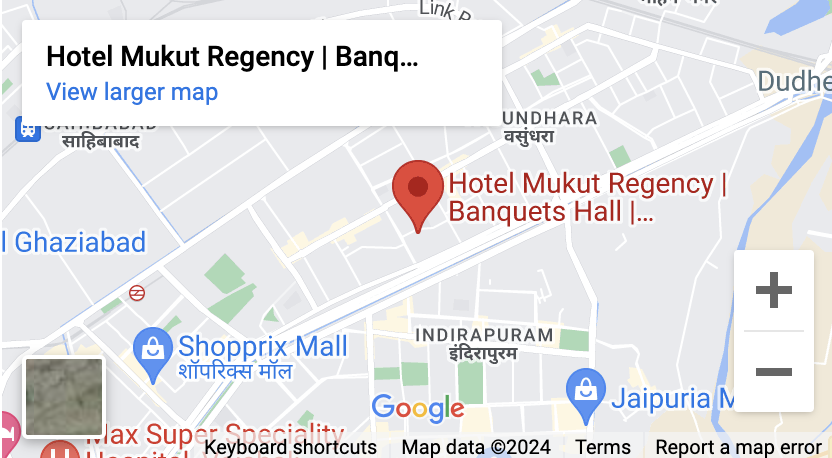 Link R
Hotel Mukut Regency | Banq...
View larger map
Dudhe
SAHIBABAD
साहिबाबाद
UNDHARA
वसुंधरा
Hotel Mukut Regency |
Banquets Hall |...
l Ghaziabad
INDIRAPURAM
इंदिरापुरम
Shopprix Mall
शॉपरिक्स मॉल
Jaipuria M
Google
Max Super Speciality
Keyboard shortcuts
Map data ©2024
Terms
Report a map error